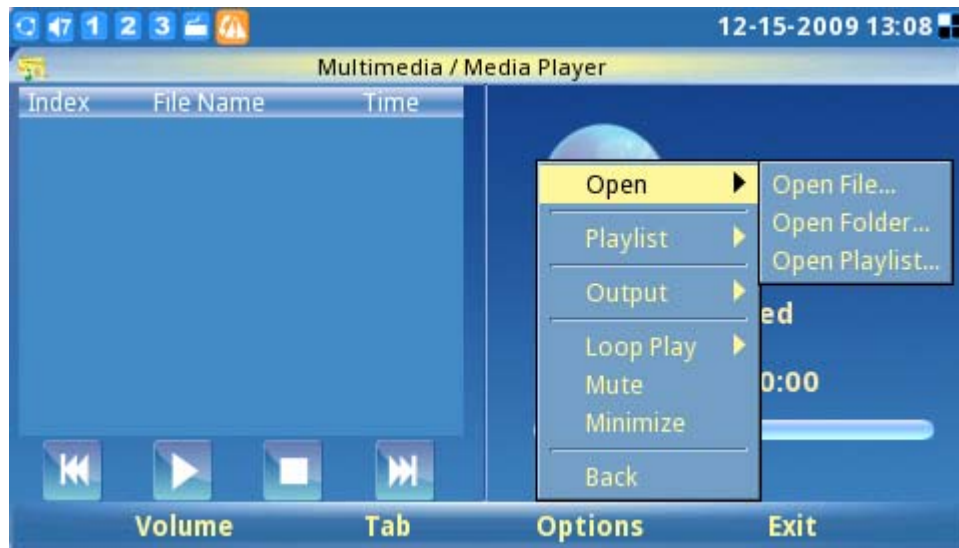 7 1 2 3 12-15-2009 13:08
Multimedia / Media Player
Index File Name Time
Open
Playlist
Output
Loop Play
Mute
Minimize
Back
Open File...
Open Folder...
Open Playlist...
ed
0:00
Volume Tab Options Exit